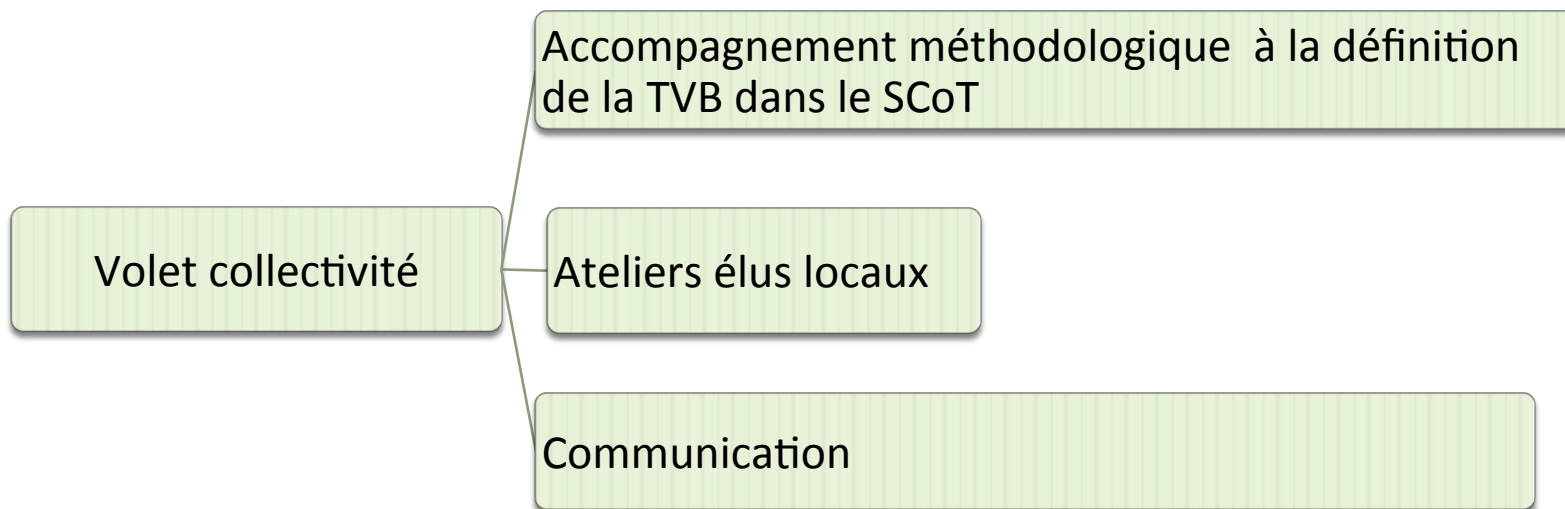 Accompagnement méthodologique à la définition
de la TVB dans le SCoT
Volet collectivité
Ateliers élus locaux
Communication